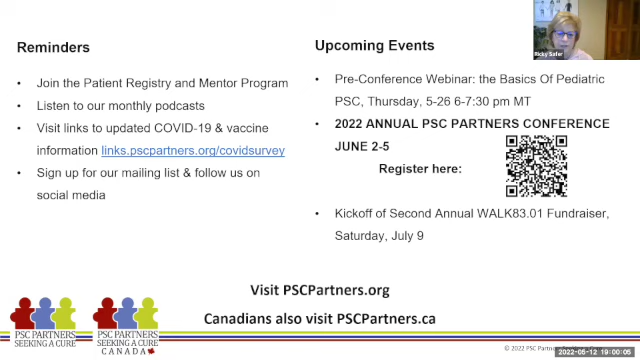 Reminders
• Join the Patient Registry and Mentor Program
• Listen to our monthly podcasts
• Visit links to updated COVID-19 & vaccine
information links.pscpartners.org/covidsurvey
• Sign up for our mailing list & follow us on
social media
Upcoming Events
• Pre-Conference Webinar: the Basics Of Pediatric
PSC, Thursday, 5-26 6-7:30 pm MT
• 2022 ANNUAL PSC PARTNERS CONFERENCE
JUNE 2-5
Register here:
• Kickoff of Second Annual WALK83.01 Fundraiser,
Saturday, July 9
Ricky Safer
Visit PSCPartners.org
Canadians also visit PSCPartners.ca
PSC PARTNERS
SEEKING A CURE
PSC PARTNERS
SEEKING A CURE
CANADA
© 2022 PSC Partners
2022-05-12 19:00:05